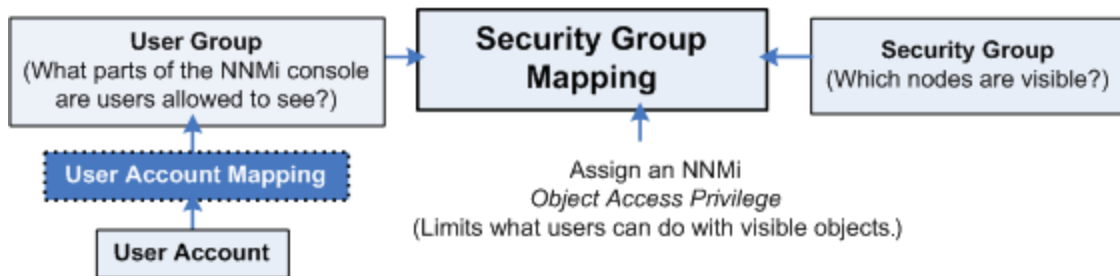 User Group
(What parts of the NNMi console
are users allowed to see?)
User Account Mapping
User Account
Security Group
Mapping
Assign an NNMi
Object Access Privilege
(Limits what users can do with visible objects.)
Security Group
(Which nodes are visible?)